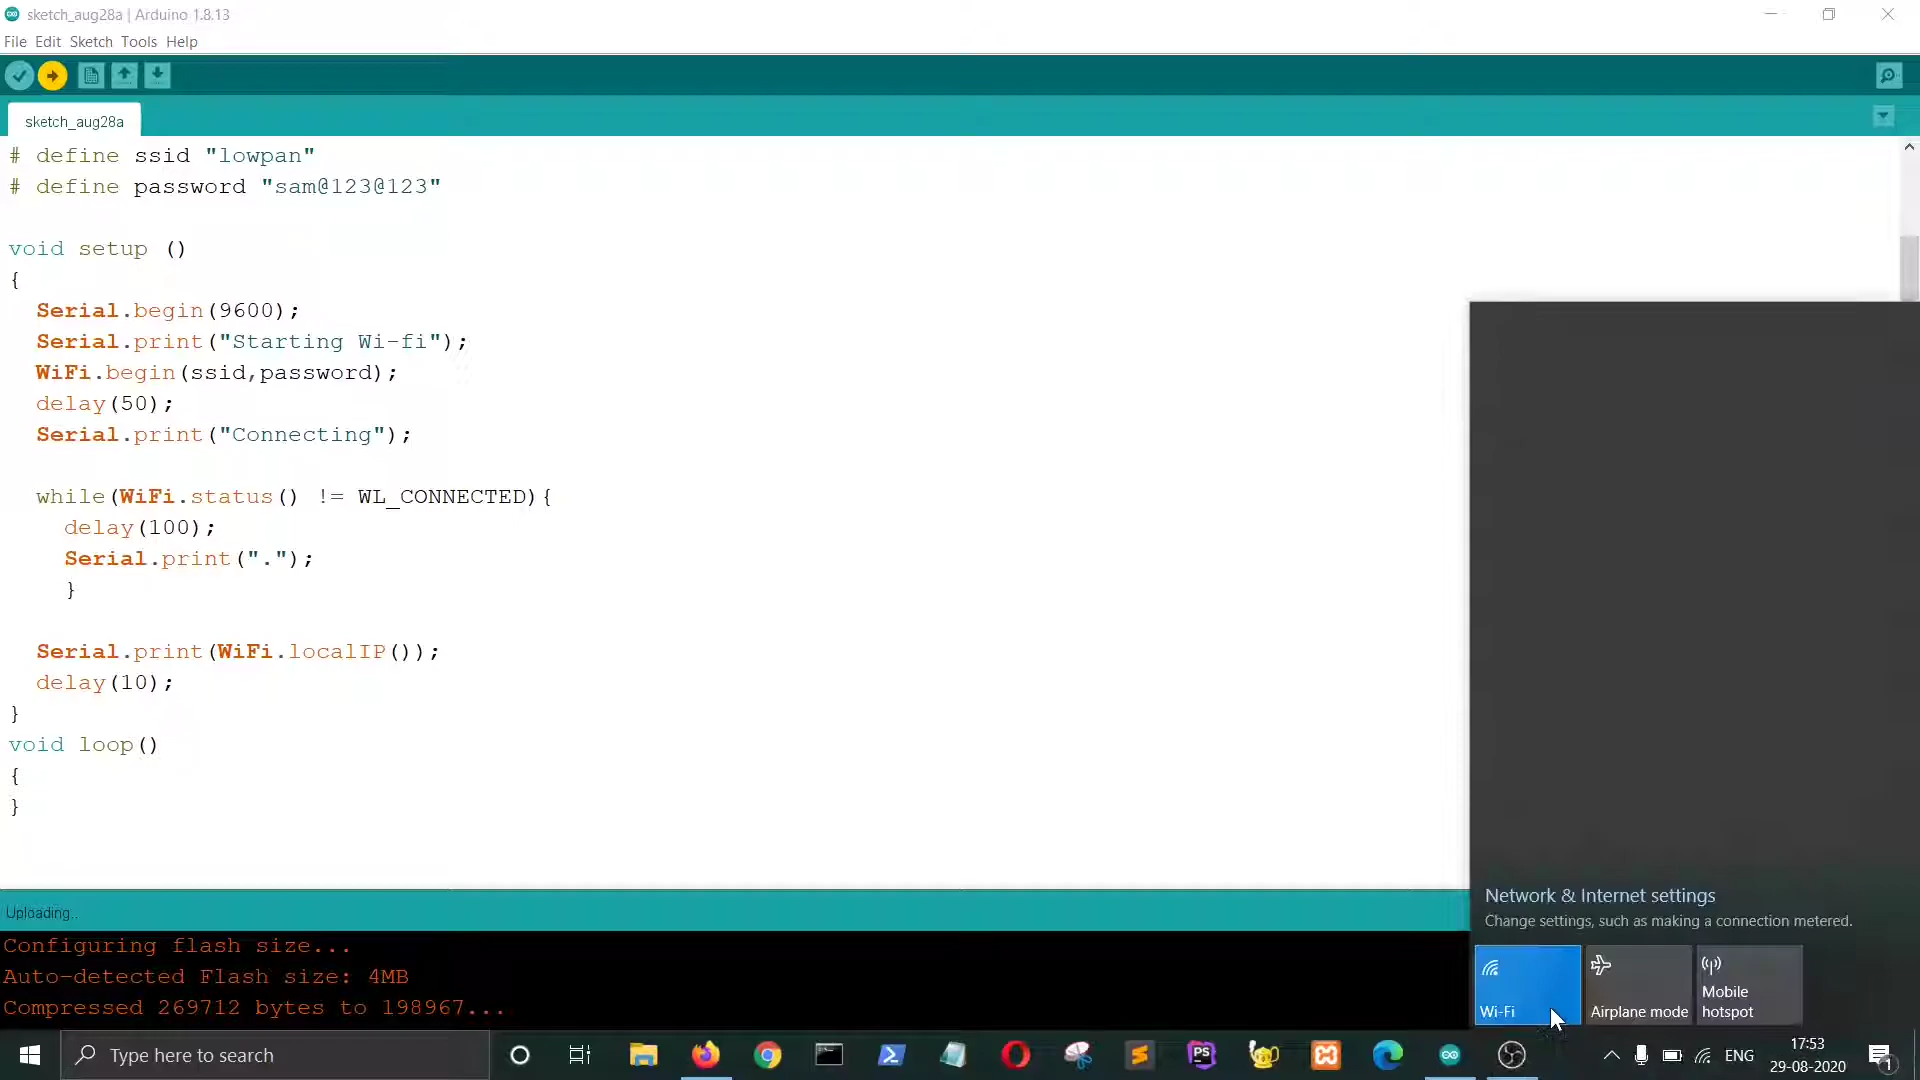 sketch_aug28a | Arduino 1.8.13
File Edit Sketch Tools Help
sketch_aug28a
# define ssid "lowpan"
# define password "sam@123@123"
void setup ()
{
Serial.begin(9600);
Serial.print("Starting Wi-fi");
WiFi.begin(ssid,password);
delay(50);
Serial.print("Connecting");
while(WiFi.status() != WL_CONNECTED){
delay(100);
Serial.print(".");
}
Serial.print(WiFi.localIP());
delay(10);
}
void loop()
{
}
Uploading..
Configuring flash size...
Auto-detected Flash size: 4MB
Compressed 269712 bytes to 198967...
Network & Internet settings
Change settings, such as making a connection metered.
Wi-Fi
Airplane mode
Mobile
hotspot
Type here to search
PS
ENG
17:53
29-08-2020
1